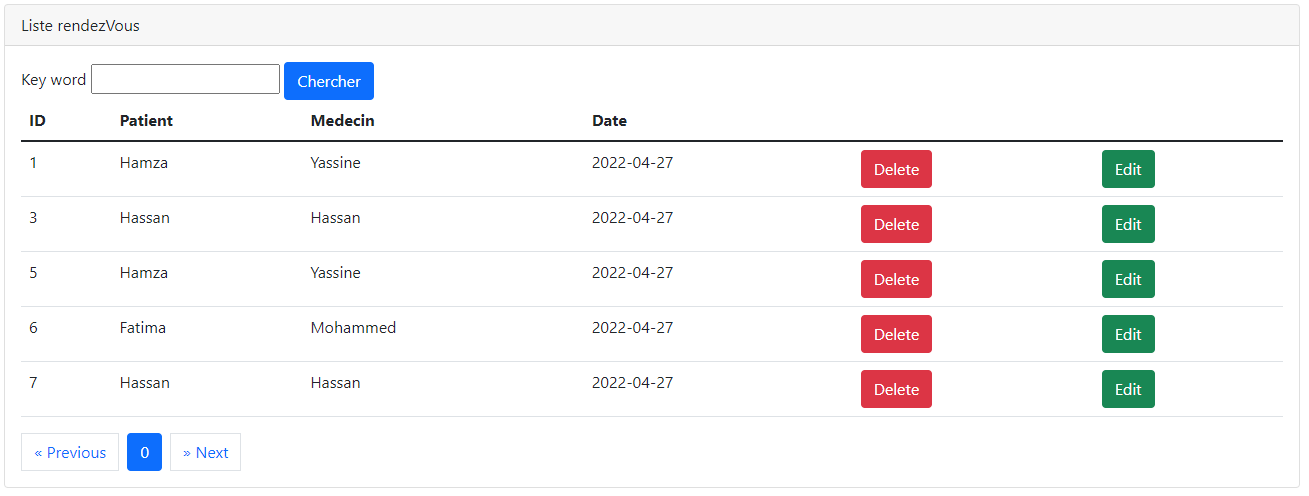 Liste rendezVous
Key word Chercher
ID Patient Medecin Date
1 Hamza Yassine 2022-04-27 Delete Edit
3 Hassan Hassan 2022-04-27 Delete Edit
5 Hamza Yassine 2022-04-27 Delete Edit
6 Fatima Mohammed 2022-04-27 Delete Edit
7 Hassan Hassan 2022-04-27 Delete Edit
« Previous 0 » Next